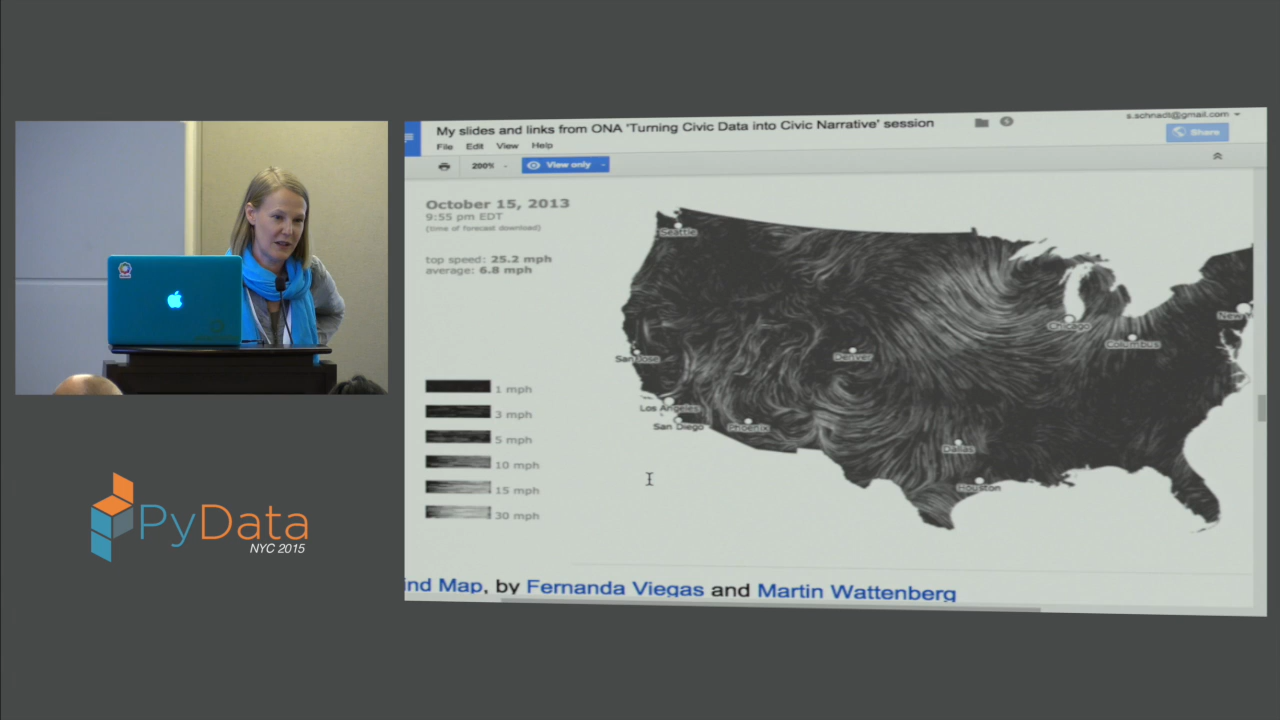 My slides and links from ONA 'Turning Civic Data into Civic Narrative' session
s.schnadt@gmail.com
File Edit View Help
Share
200% View only
October 15, 2013
9:55 pm EDT
(time of forecast download)
top speed: 25.2 mph
average: 6.8 mph
1 mph
3 mph
5 mph
10 mph
15 mph
30 mph
Seattle
San Jose
Los Angeles
San Diego
Phoenix
Denver
Dallas
Houston
Chicago
Columbus
New
ind Map, by Fernanda Viegas and Martin Wattenberg
PyData
NYC 2015